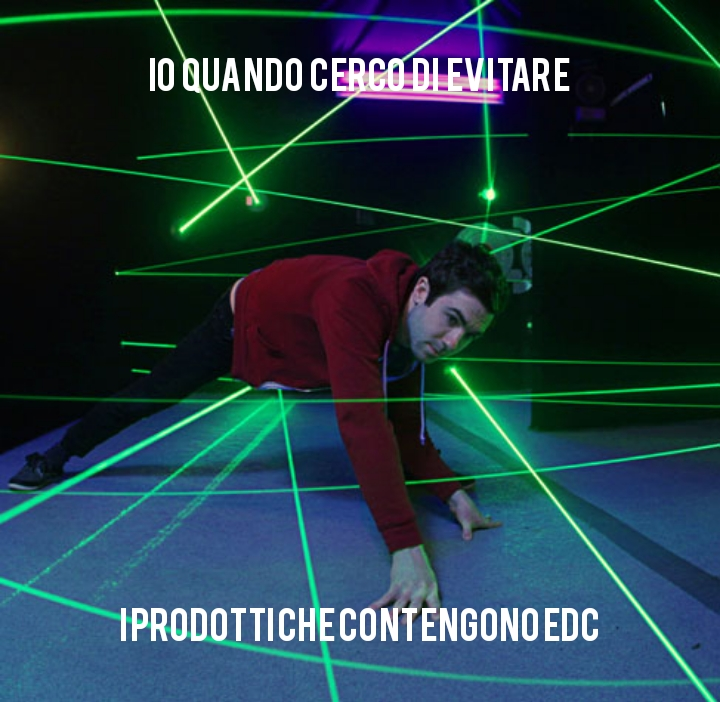 IO QUANDO CERCO DI EVITARE
I PRODOTTI CHE CONTENGONO EDC